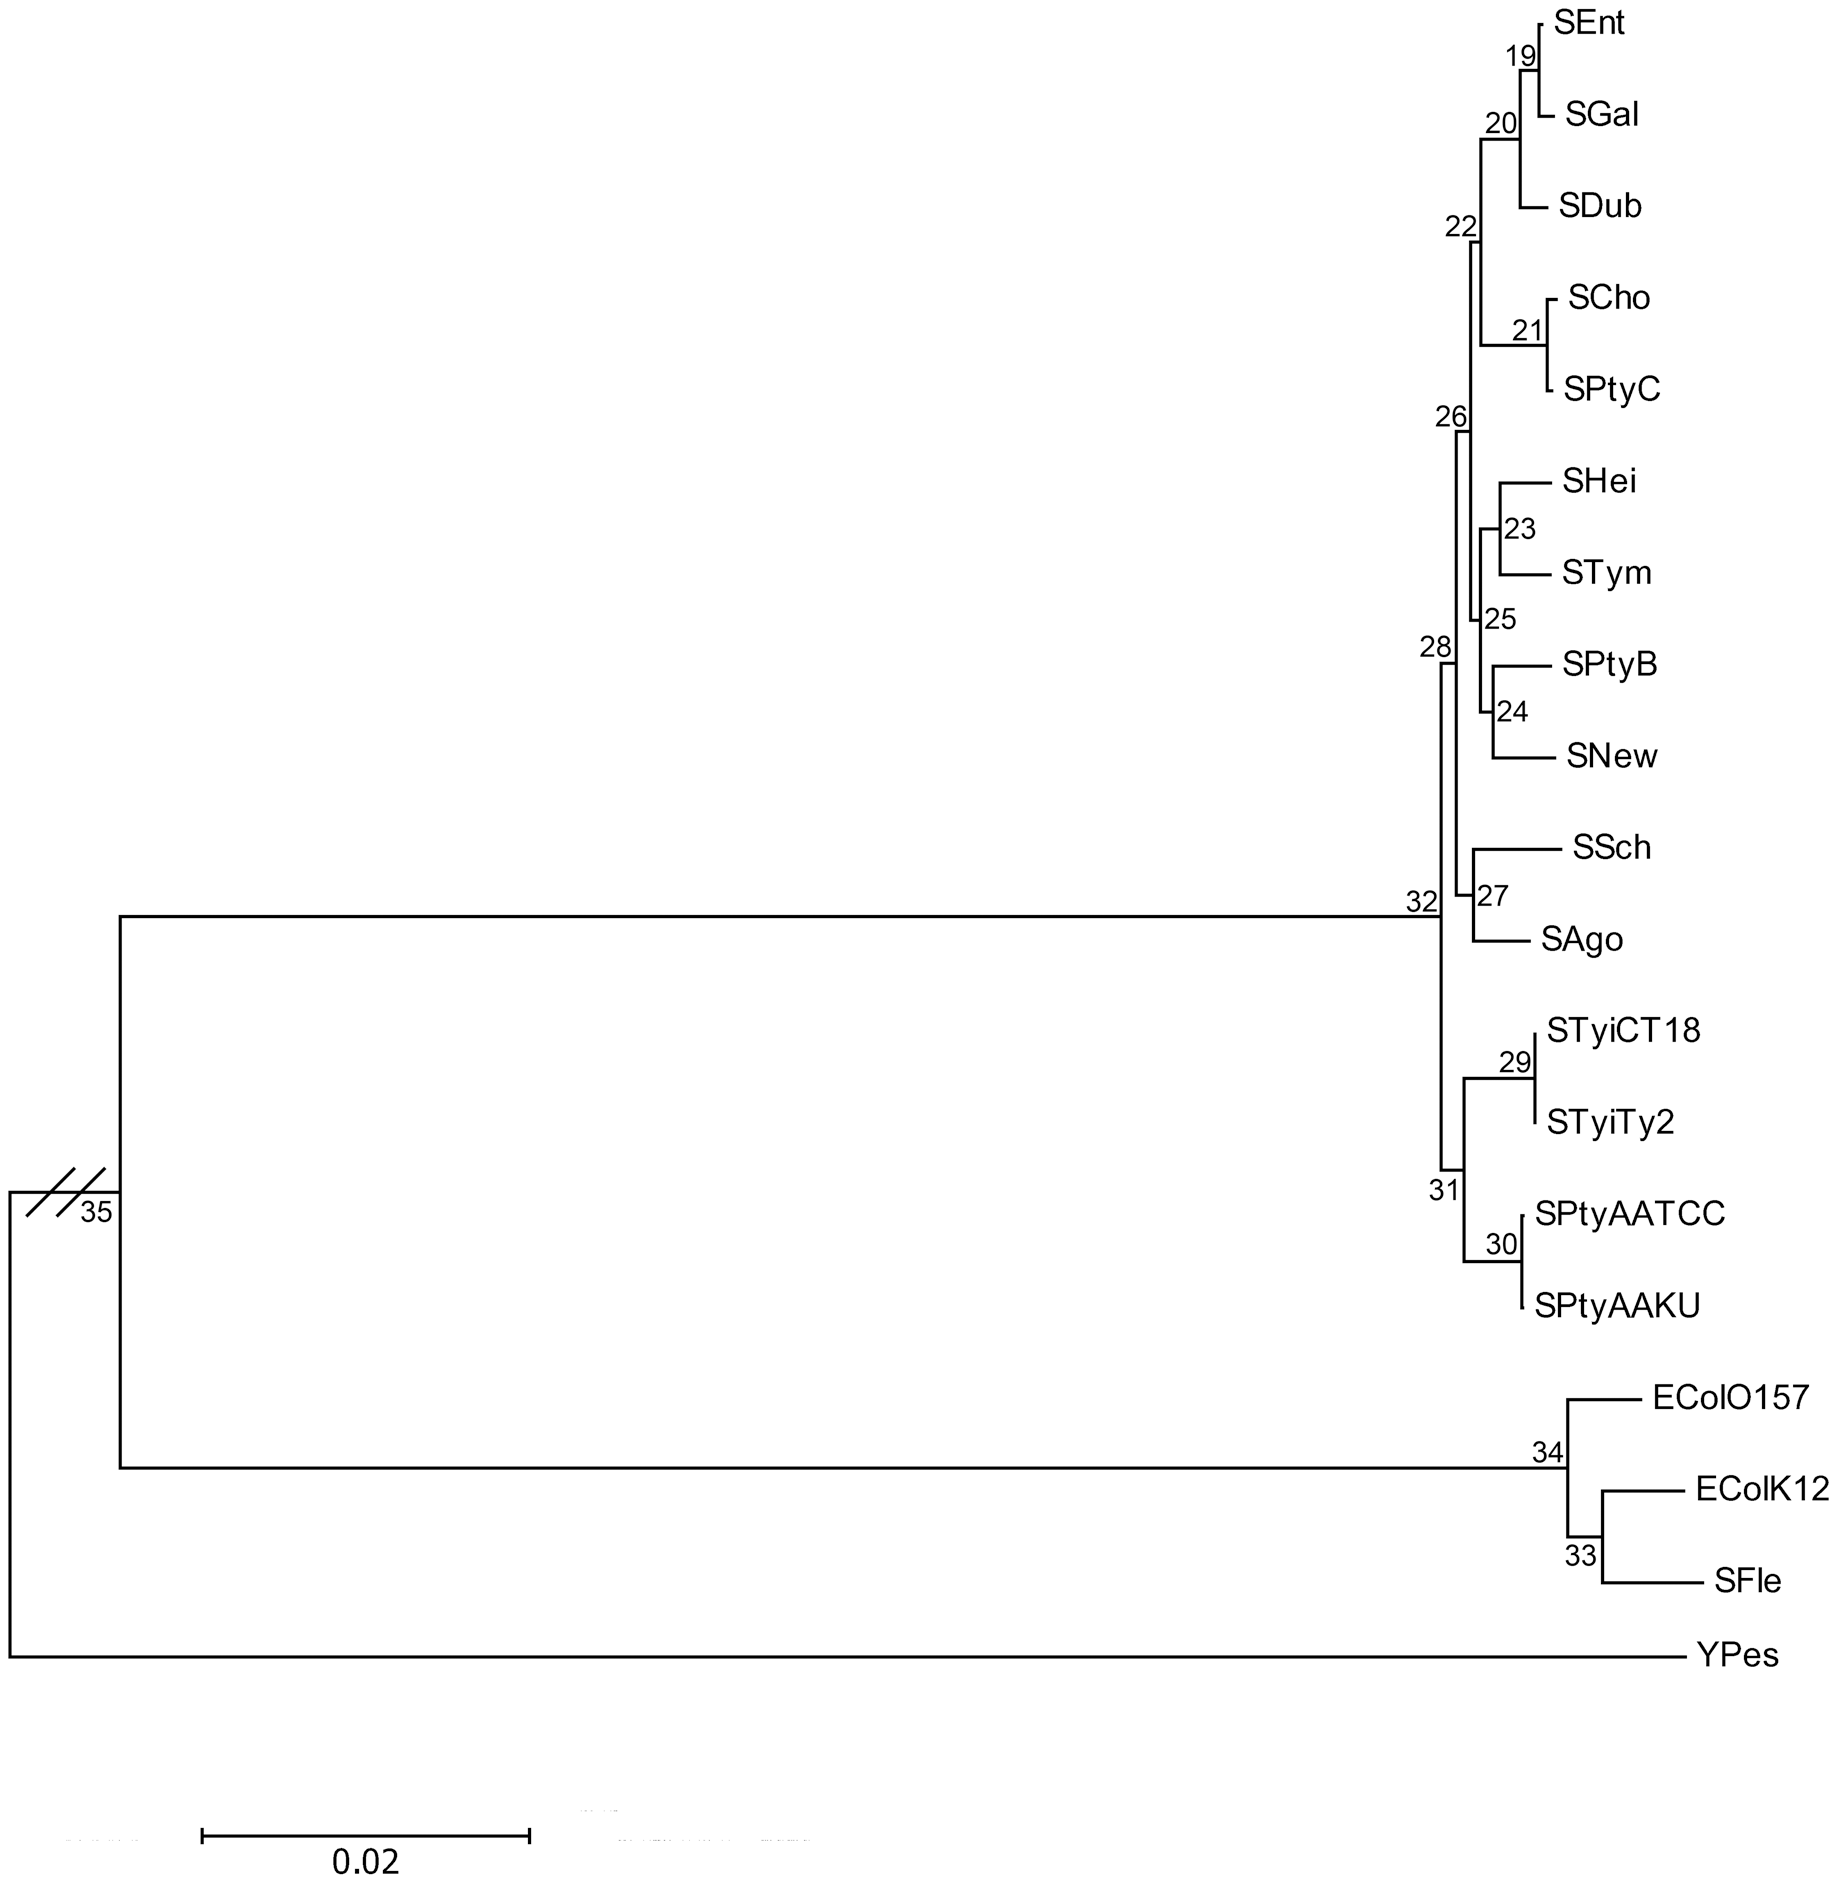 SEnt
19
SGal
20
SDub
22
SCho
21
SPtyC
26
SHei
23
STym
25
28
SPtyB
24
SNew
SSch
32
27
SAgo
STyiCT18
29
STyiTy2
31
35
SPtyAATCC
30
SPtyAAKU
EColO157
34
EColK12
33
SFle
YPes
0.02